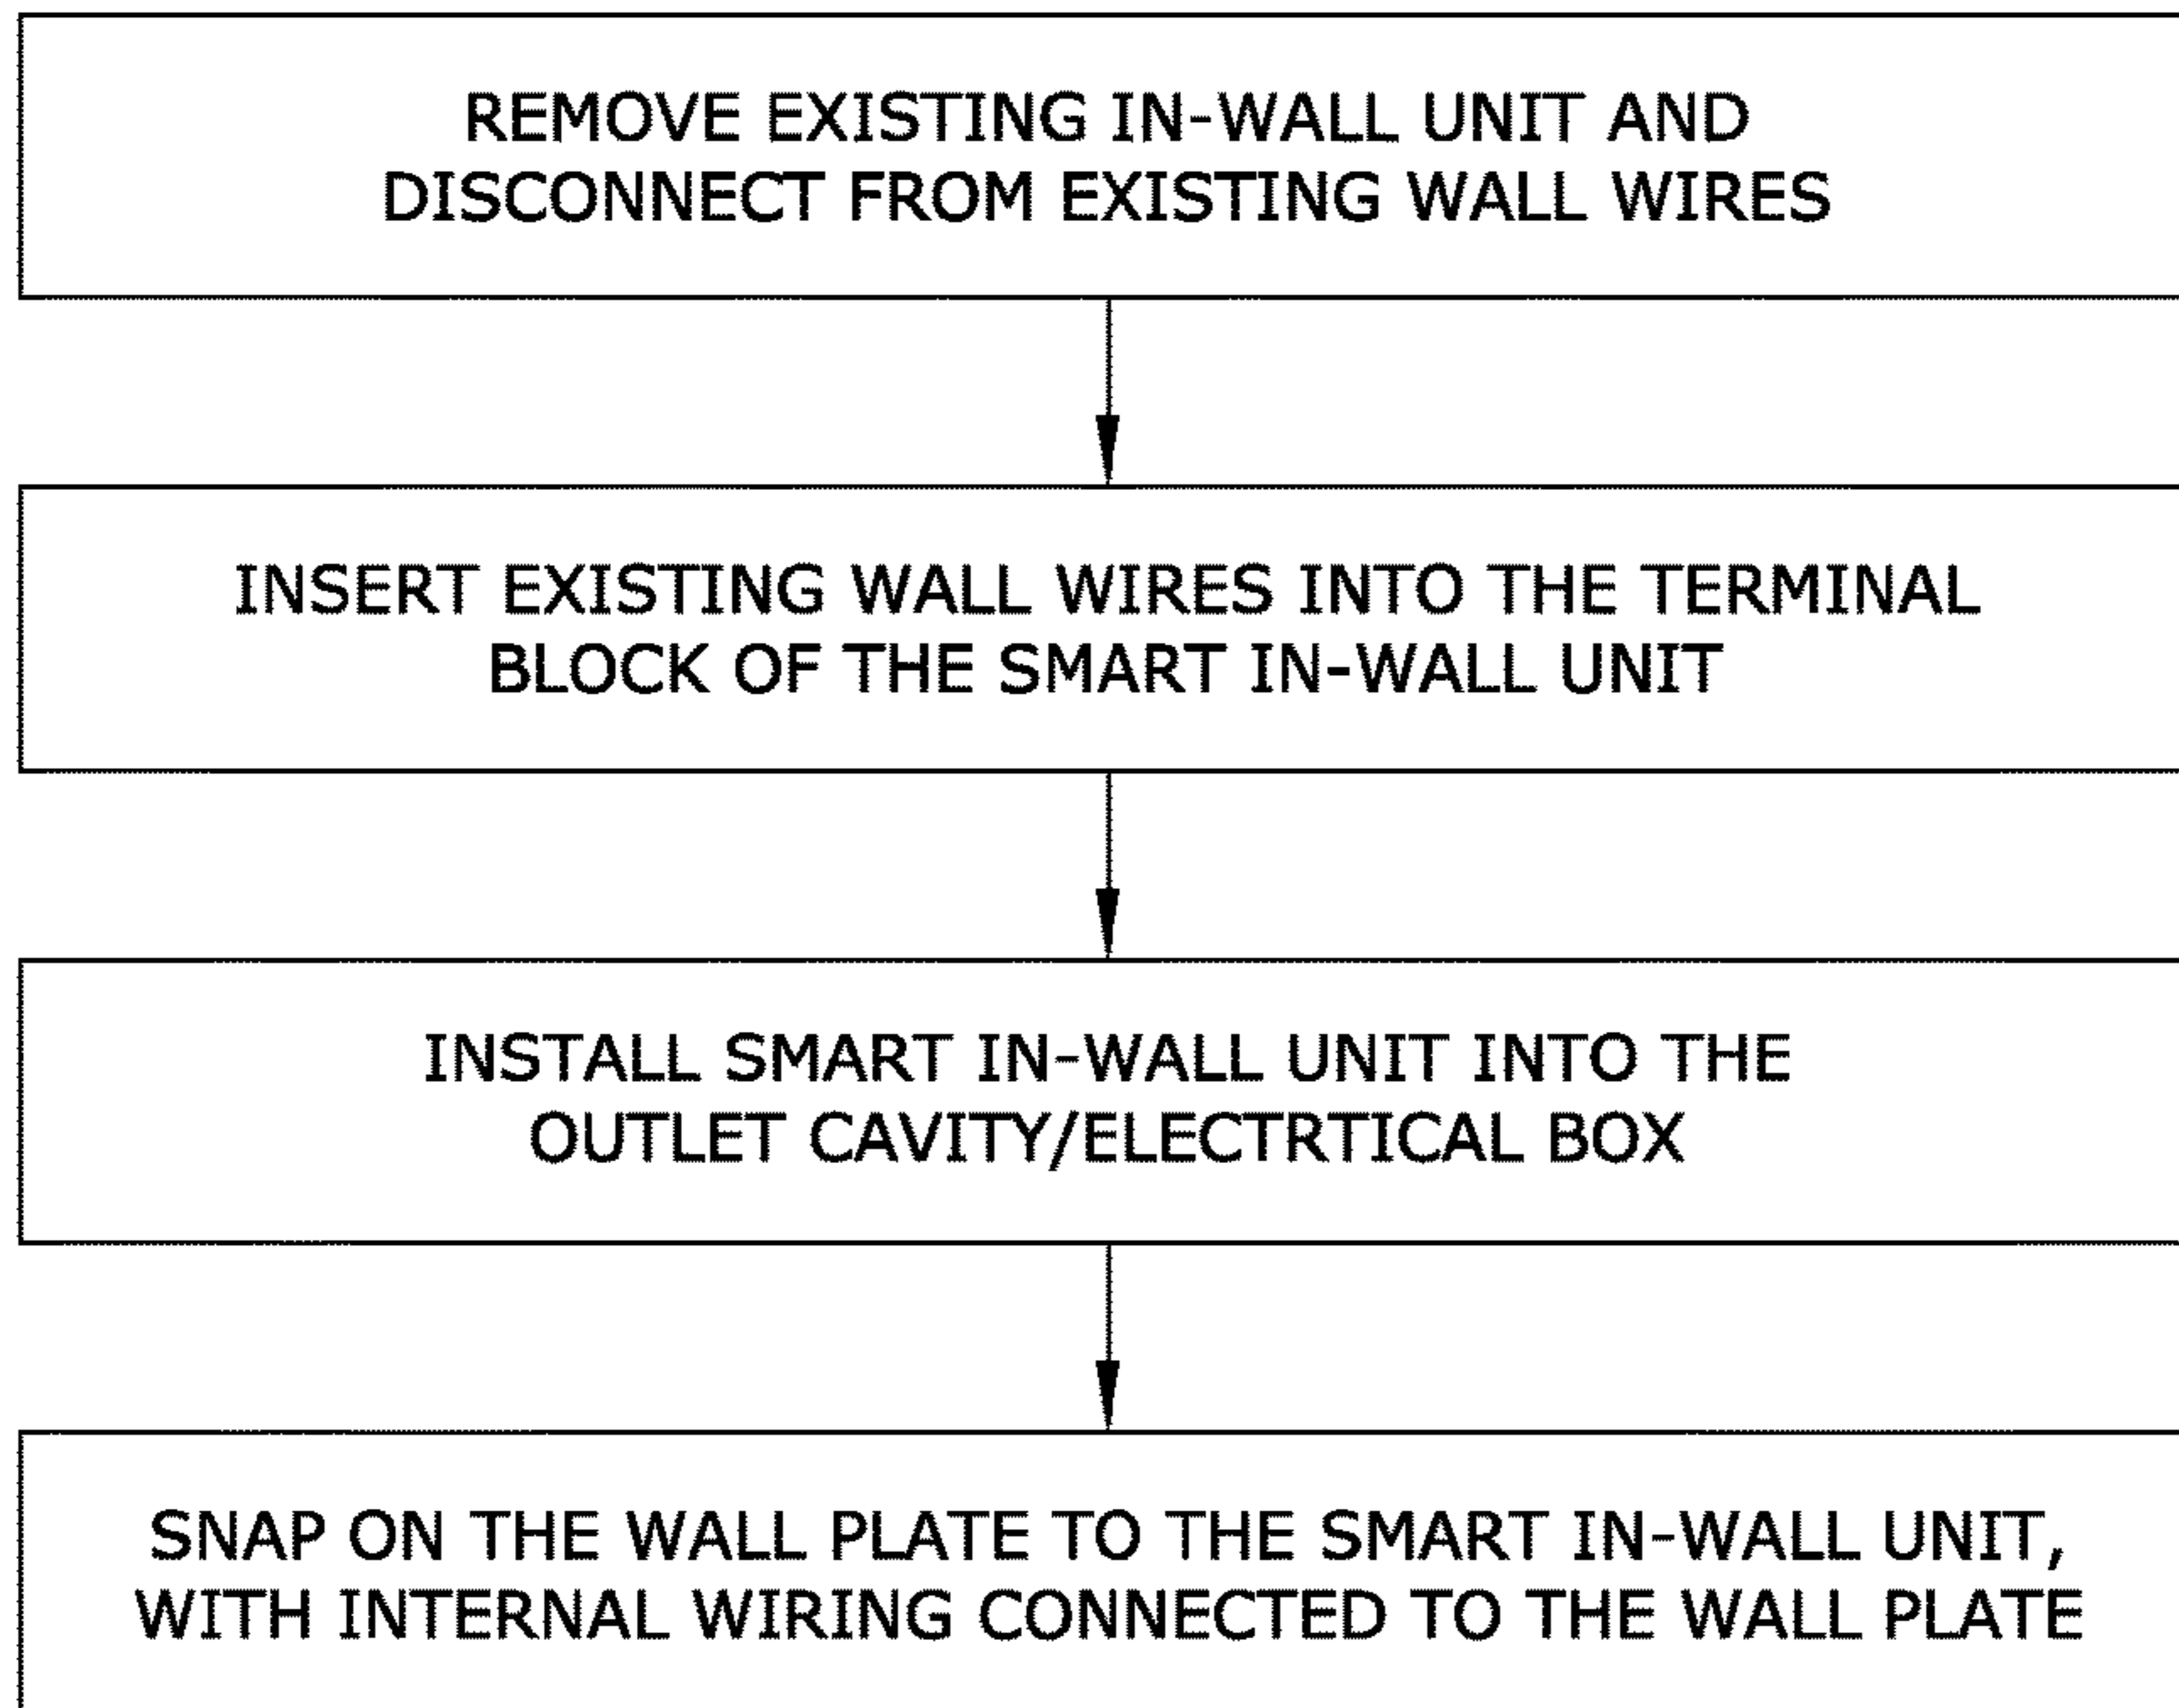 REMOVE EXISTING IN-WALL UNIT AND
DISCONNECT FROM EXISTING WALL WIRES
INSERT EXISTING WALL WIRES INTO THE TERMINAL
BLOCK OF THE SMART IN-WALL UNIT
INSTALL SMART IN-WALL UNIT INTO THE
OUTLET CAVITY/ELECTRTICAL BOX
SNAP ON THE WALL PLATE TO THE SMART IN-WALL UNIT,
WITH INTERNAL WIRING CONNECTED TO THE WALL PLATE